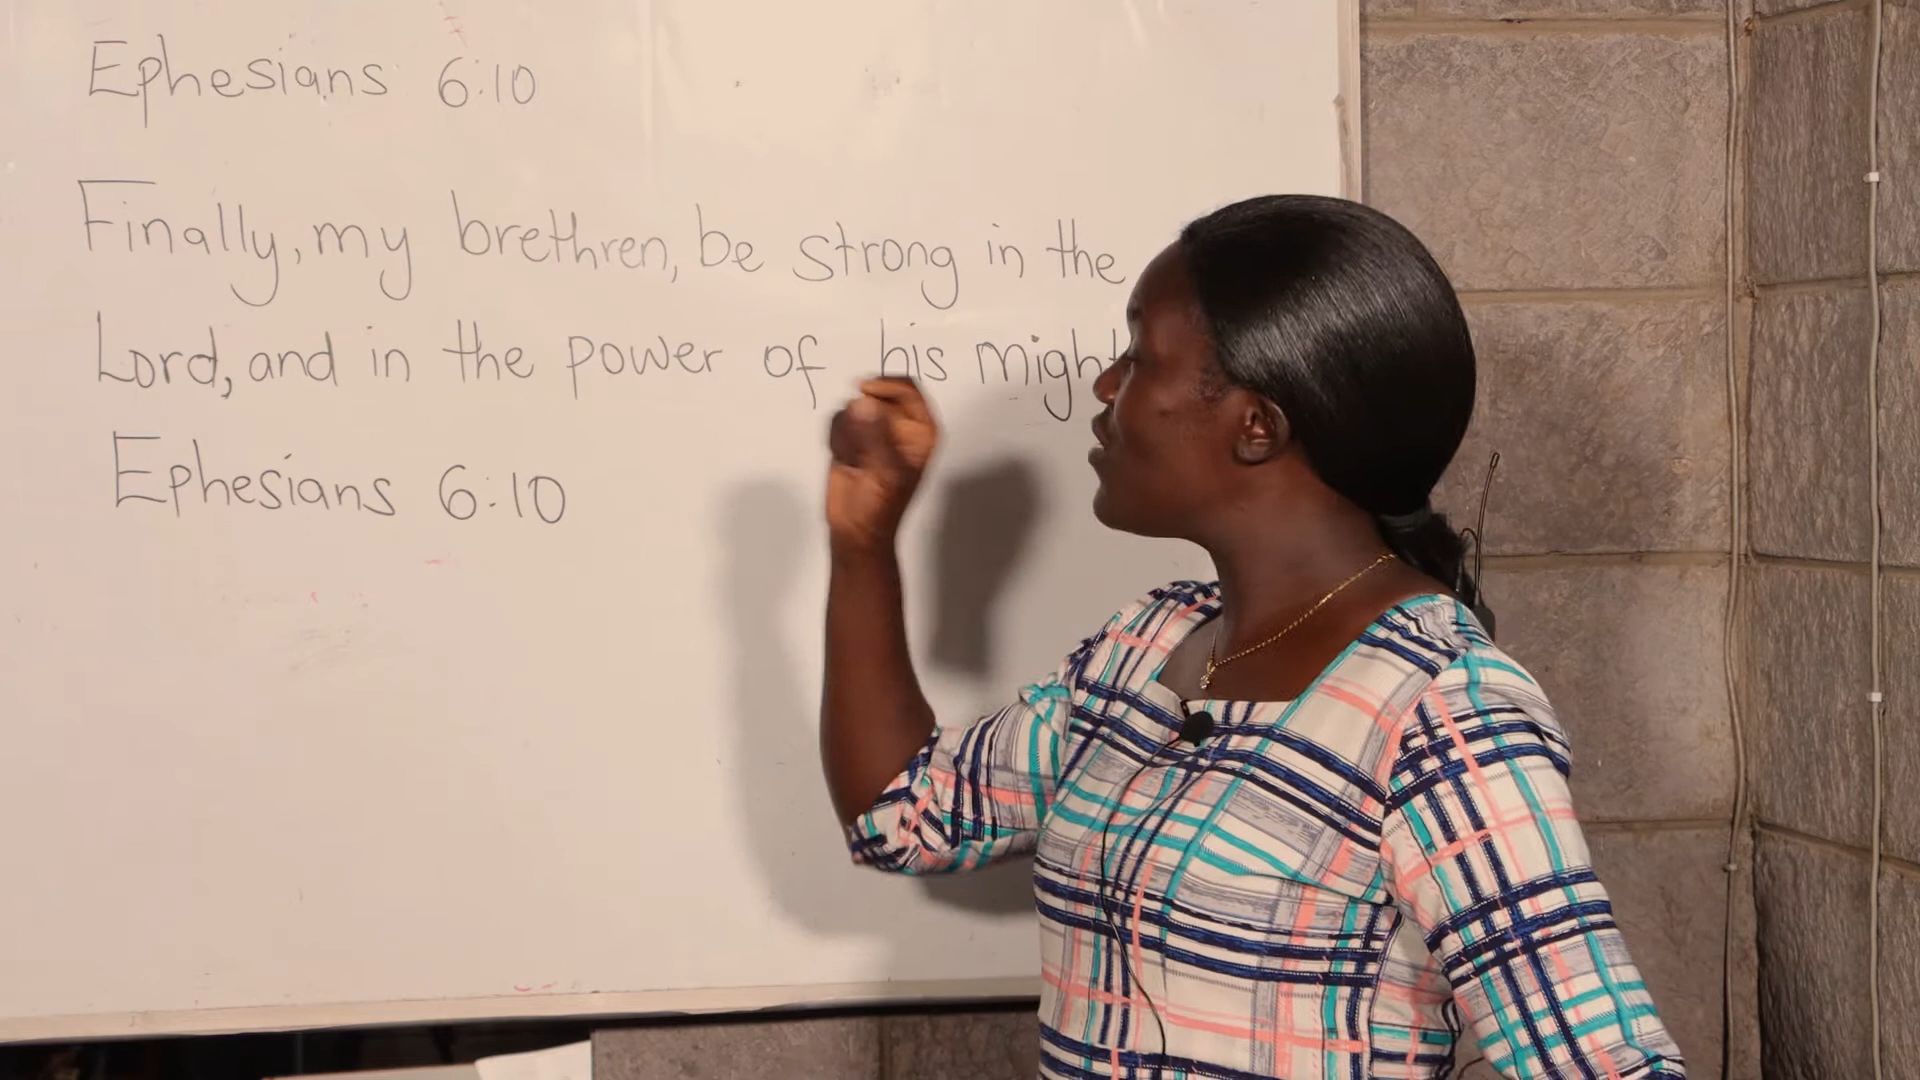 Ephesians 6:10
Finally, my brethren, be strong in the
Lord, and in the power of his might
Ephesians 6:10